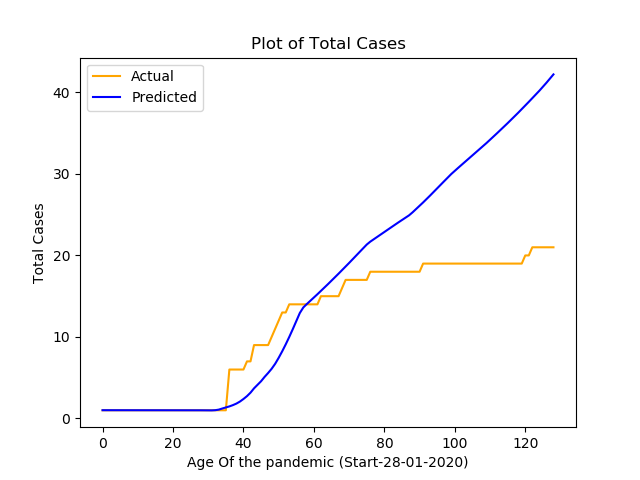 Plot of Total Cases
Actual
Predicted
40
30
20
10
0
Total Cases
0 20 40 60 80 100 120
Age Of the pandemic (Start-28-01-2020)